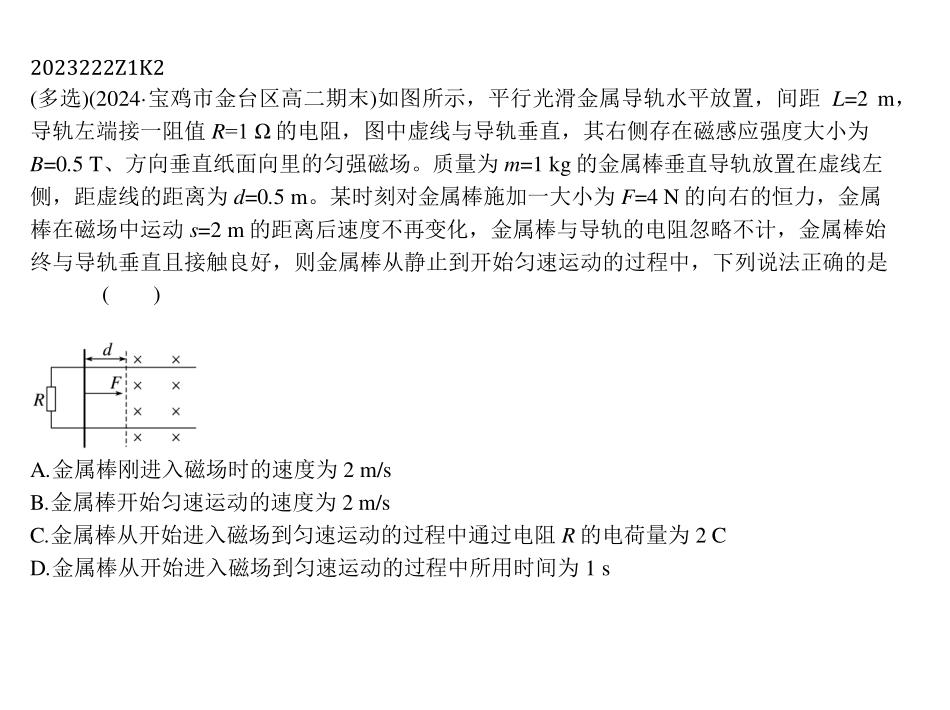 2023222Z1K2
(多选)(2024·宝鸡市金台区高二期末)如图所示，平行光滑金属导轨水平放置，间距 L=2 m，
导轨左端接一阻值 R=1 Ω 的电阻，图中虚线与导轨垂直，其右侧存在磁感应强度大小为
B=0.5 T、方向垂直纸面向里的匀强磁场。质量为 m=1 kg 的金属棒垂直导轨放置在虚线左
侧，距虚线的距离为 d=0.5 m。某时刻对金属棒施加一大小为 F=4 N 的向右的恒力，金属
棒在磁场中运动 s=2 m 的距离后速度不再变化，金属棒与导轨的电阻忽略不计，金属棒始
终与导轨垂直且接触良好，则金属棒从静止到开始匀速运动的过程中，下列说法正确的是
(　　)
d
× ×
F × ×
R
× ×
× ×
A.金属棒刚进入磁场时的速度为 2 m/s
B.金属棒开始匀速运动的速度为 2 m/s
C.金属棒从开始进入磁场到匀速运动的过程中通过电阻 R 的电荷量为 2 C
D.金属棒从开始进入磁场到匀速运动的过程中所用时间为 1 s